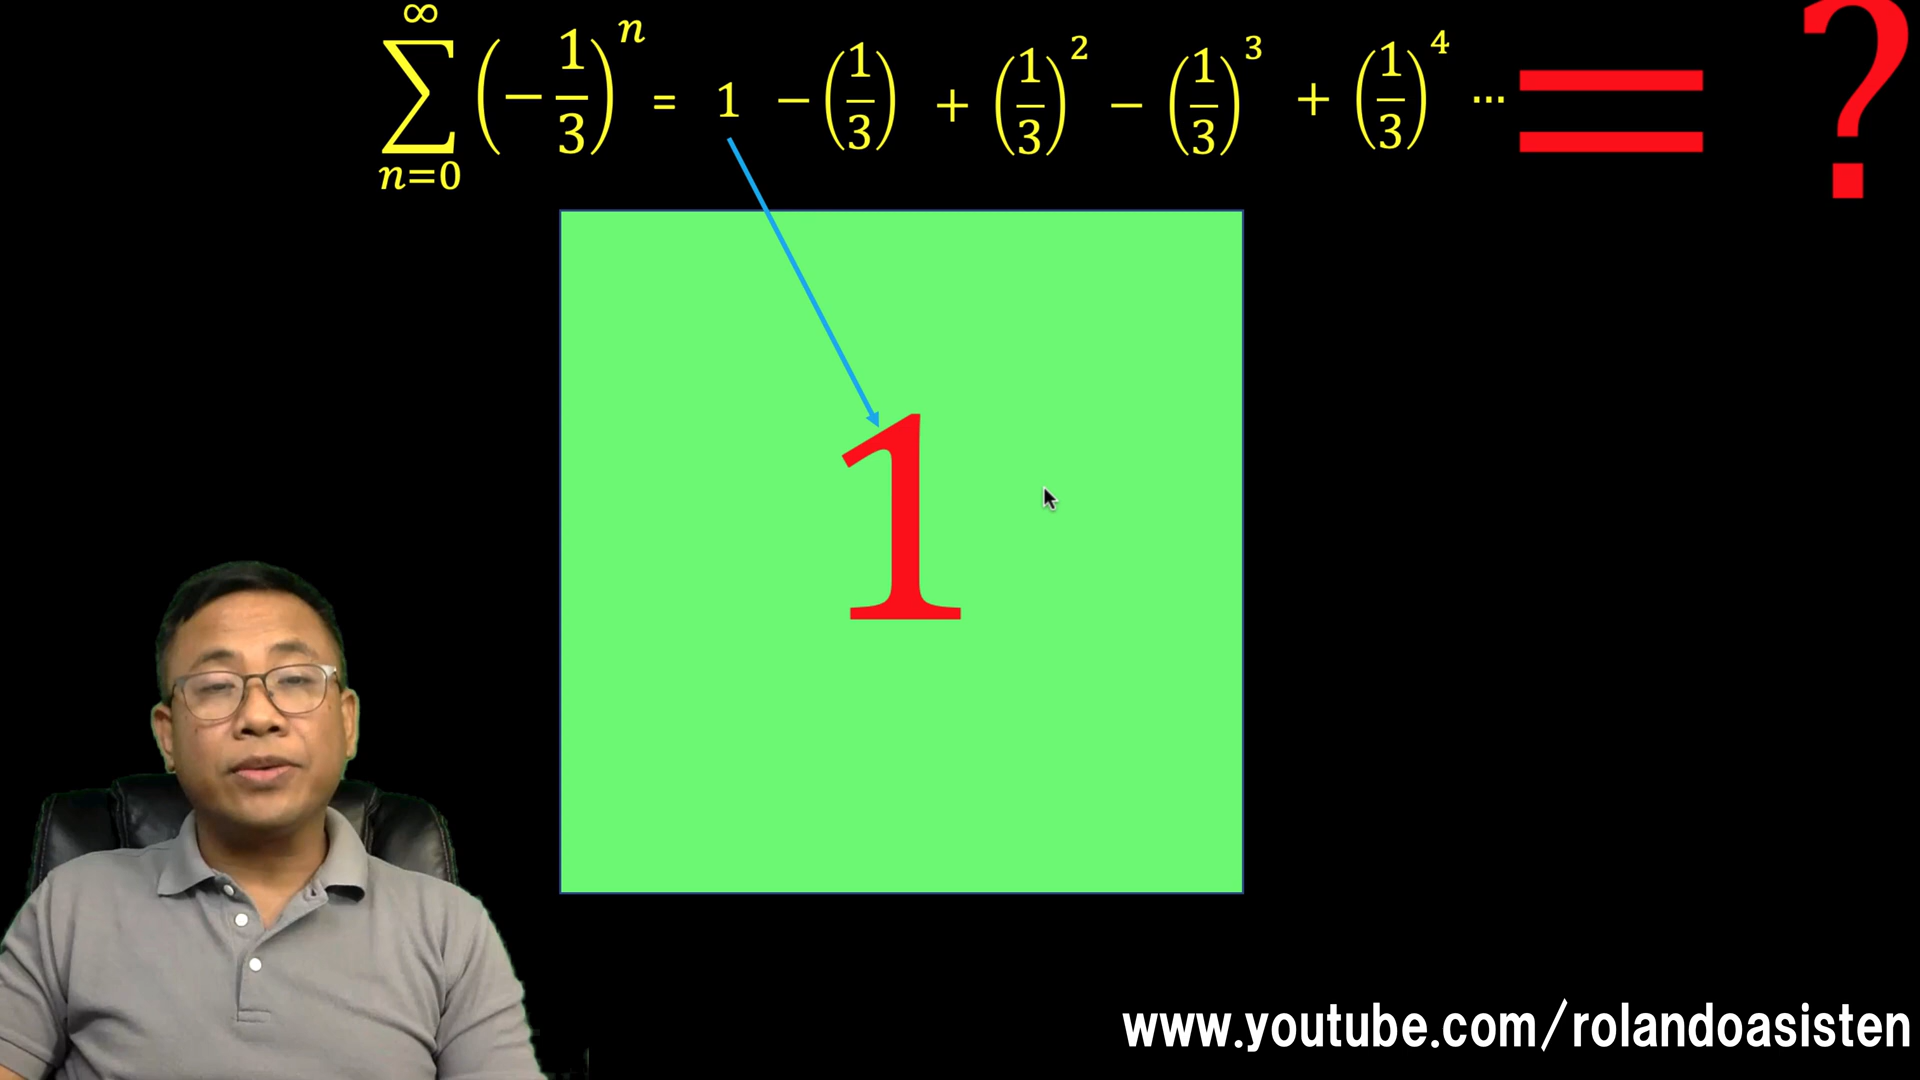 ∑_{n=0}^{∞} (−1/3)^n = 1 −(1/3) + (1/3)^2 − (1/3)^3 + (1/3)^4 ... = ?
1
www.youtube.com/rolandoasisten